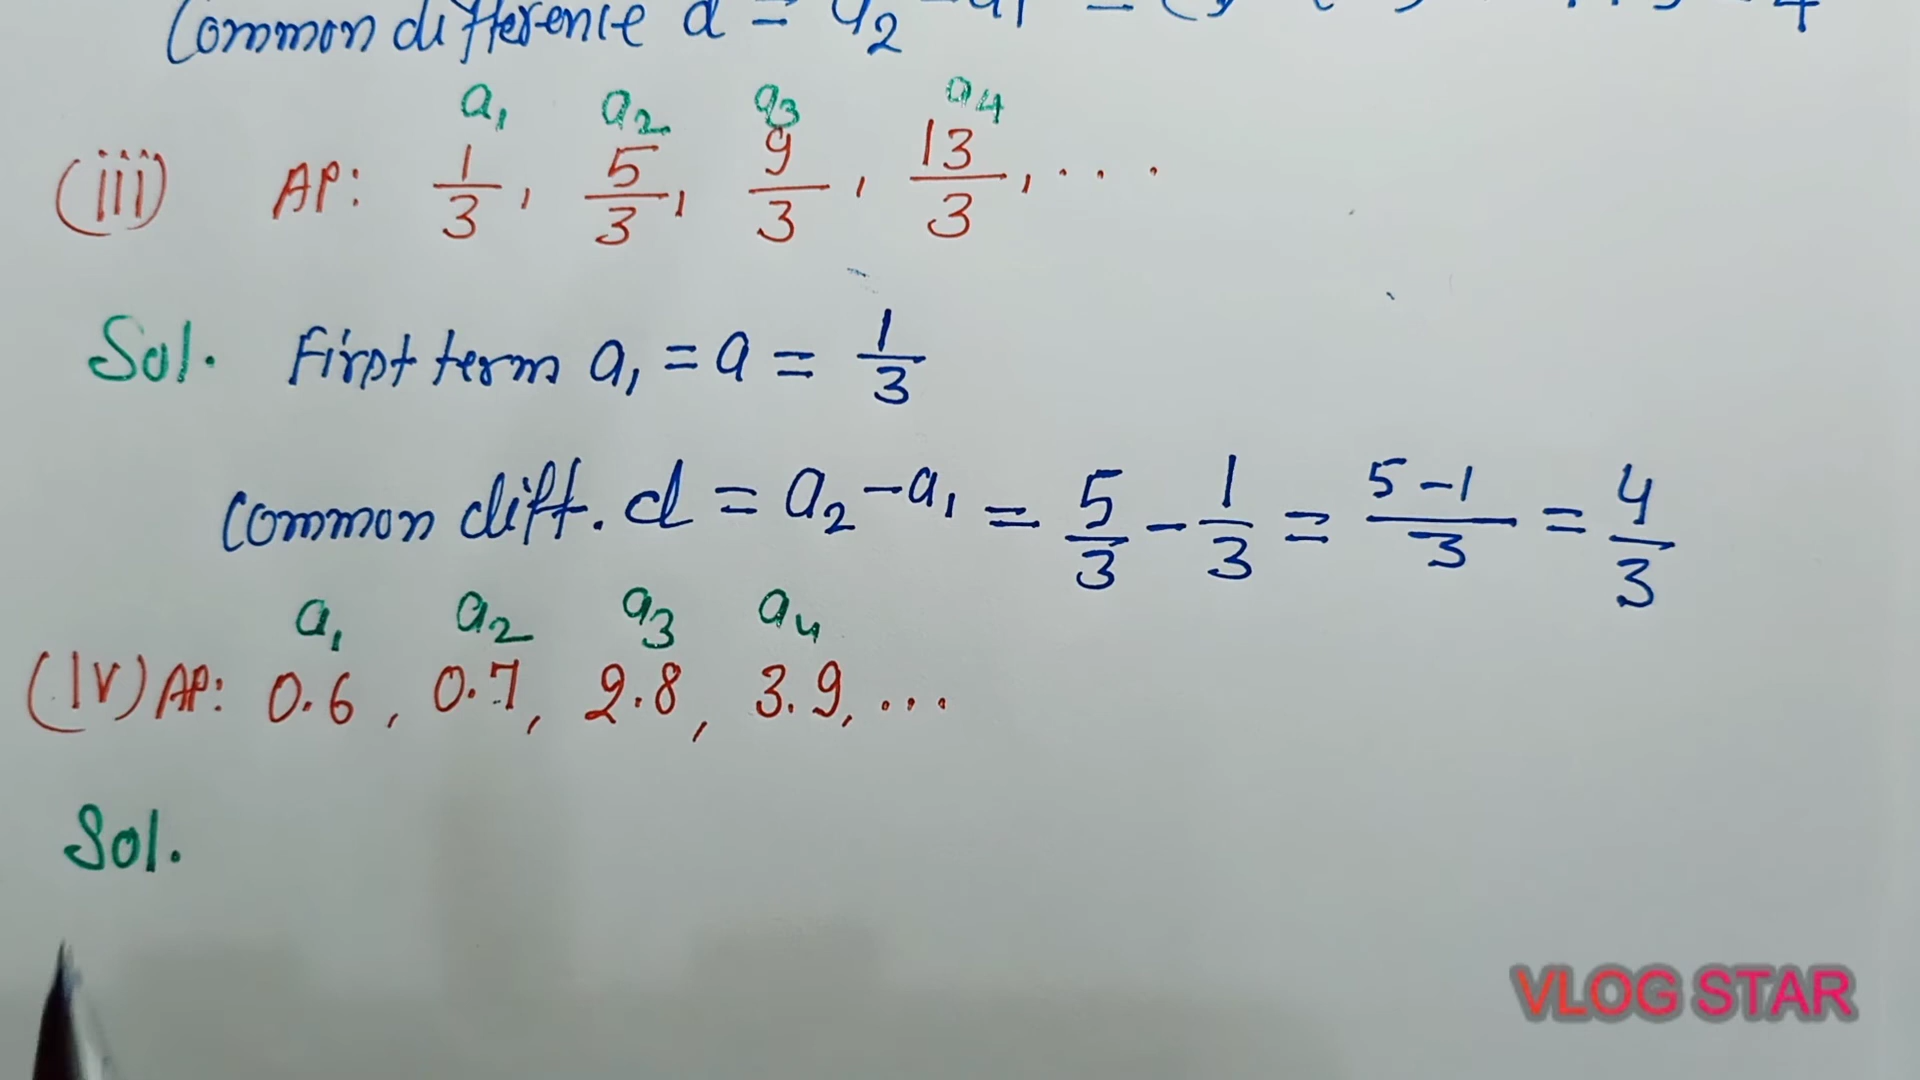 Common difference d = a₂ - a₁ =
a₁ a₂ a₃ a₄
(iii) AP: 1/3, 5/3, 9/3, 13/3, ....
Sol. First term a₁ = a = 1/3
Common diff. d = a₂ - a₁ = 5/3 - 1/3 = 5-1/3 = 4/3
a₁ a₂ a₃ a₄
(IV) AP: 0.6, 0.7, 2.8, 3.9, ...
Sol.
VLOG STAR